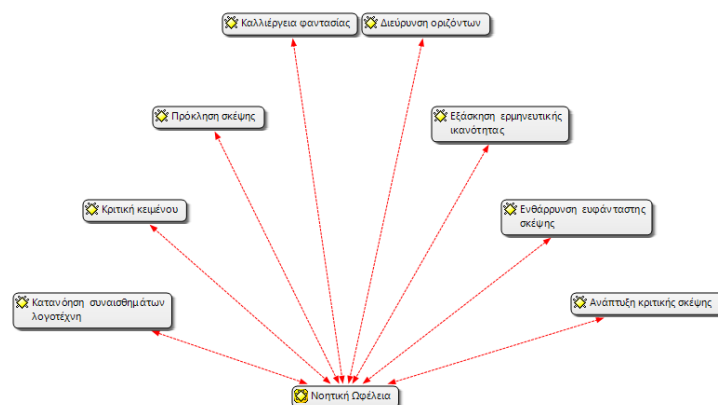 Καλλιέργεια φαντασίας
Διεύρυνση οριζόντων
Πρόκληση σκέψης
Εξάσκηση ερμηνευτικής
ικανότητας
Κριτική κειμένου
Ενθάρρυνση ευφάνταστης
σκέψης
Κατανόηση συναισθημάτων
λογοτέχνη
Ανάπτυξη κριτικής σκέψης
Νοητική Ωφέλεια